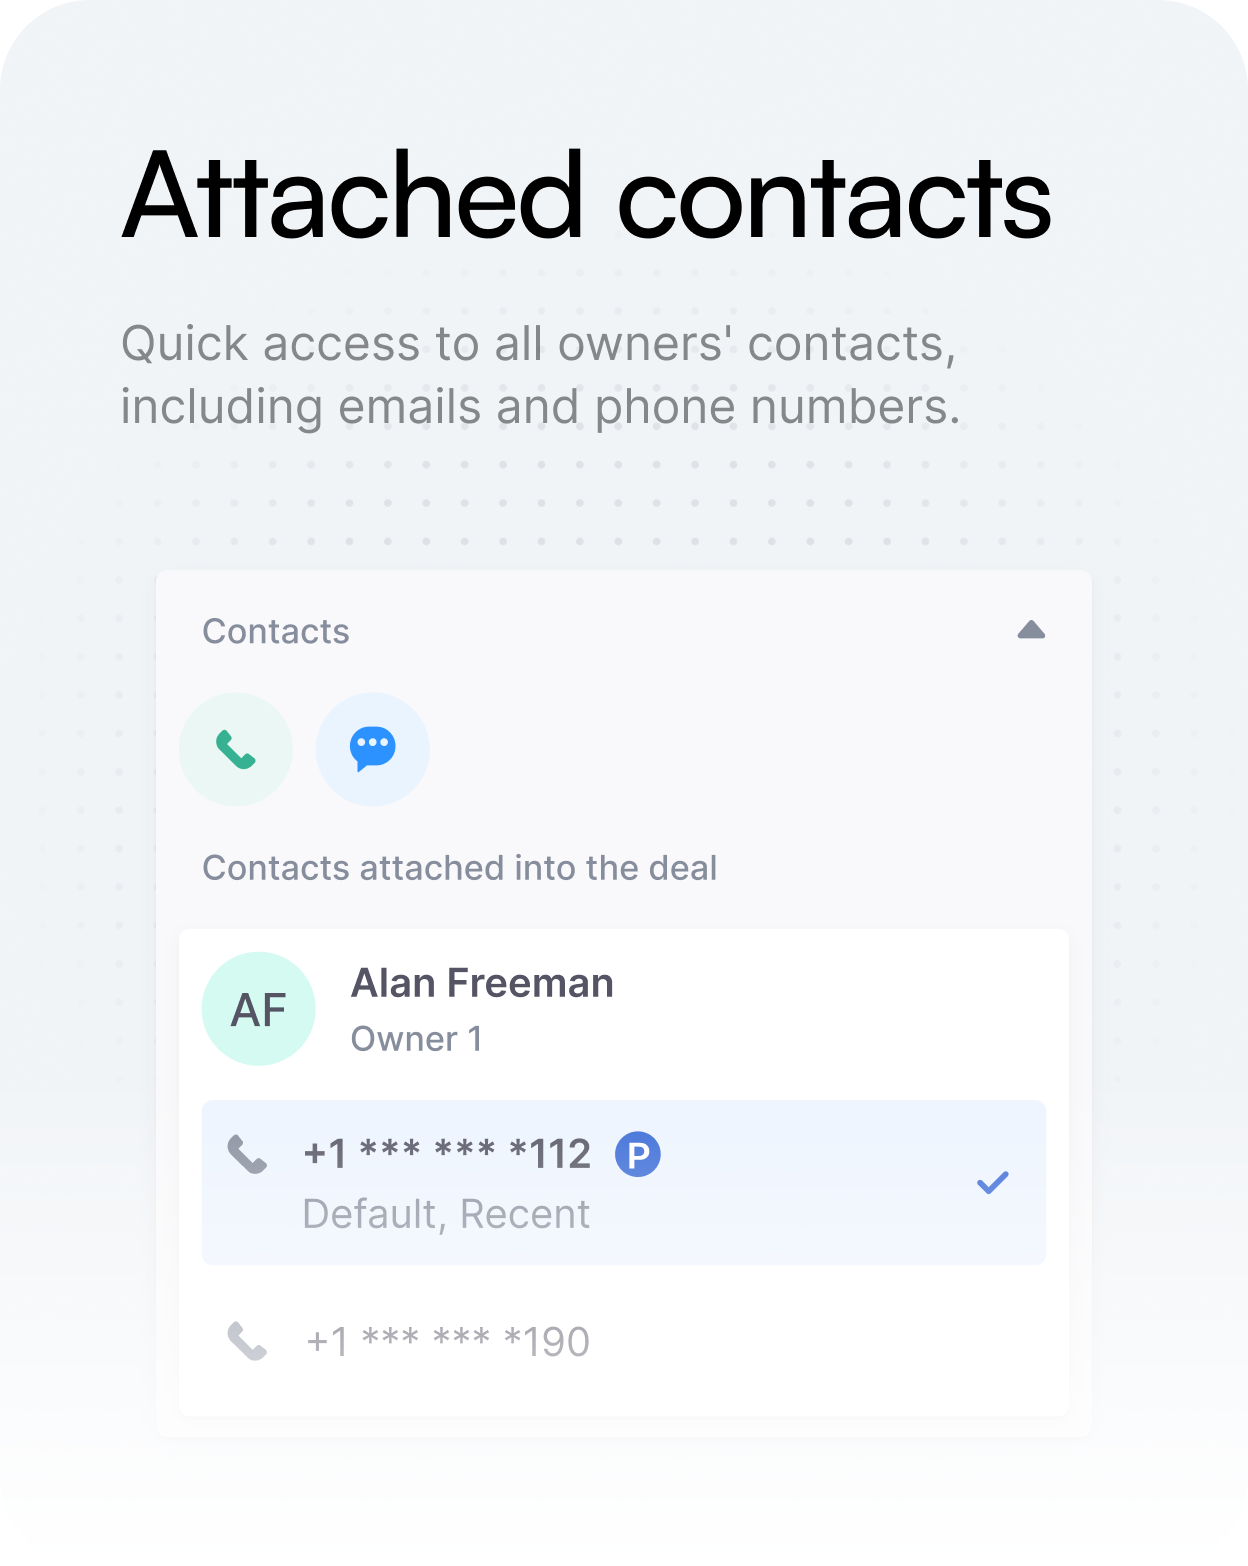 Attached contacts
Quick access to all owners' contacts,
including emails and phone numbers.
Contacts
Contacts attached into the deal
AF
Alan Freeman
Owner 1
+1 *** *** *112 P
Default, Recent
+1 *** *** *190